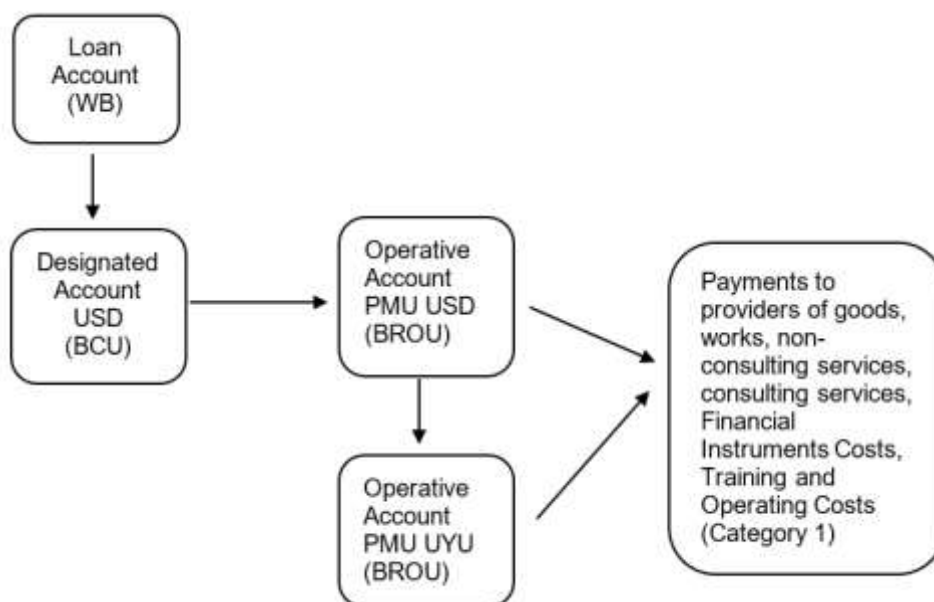 Loan
Account
(WB)
Designated
Account
USD
(BCU)
Operative
Account
PMU USD
(BROU)
Operative
Account
PMU UYU
(BROU)
Payments to
providers of goods,
works, non-
consulting services,
consulting services,
Financial
Instruments Costs,
Training and
Operating Costs
(Category 1)